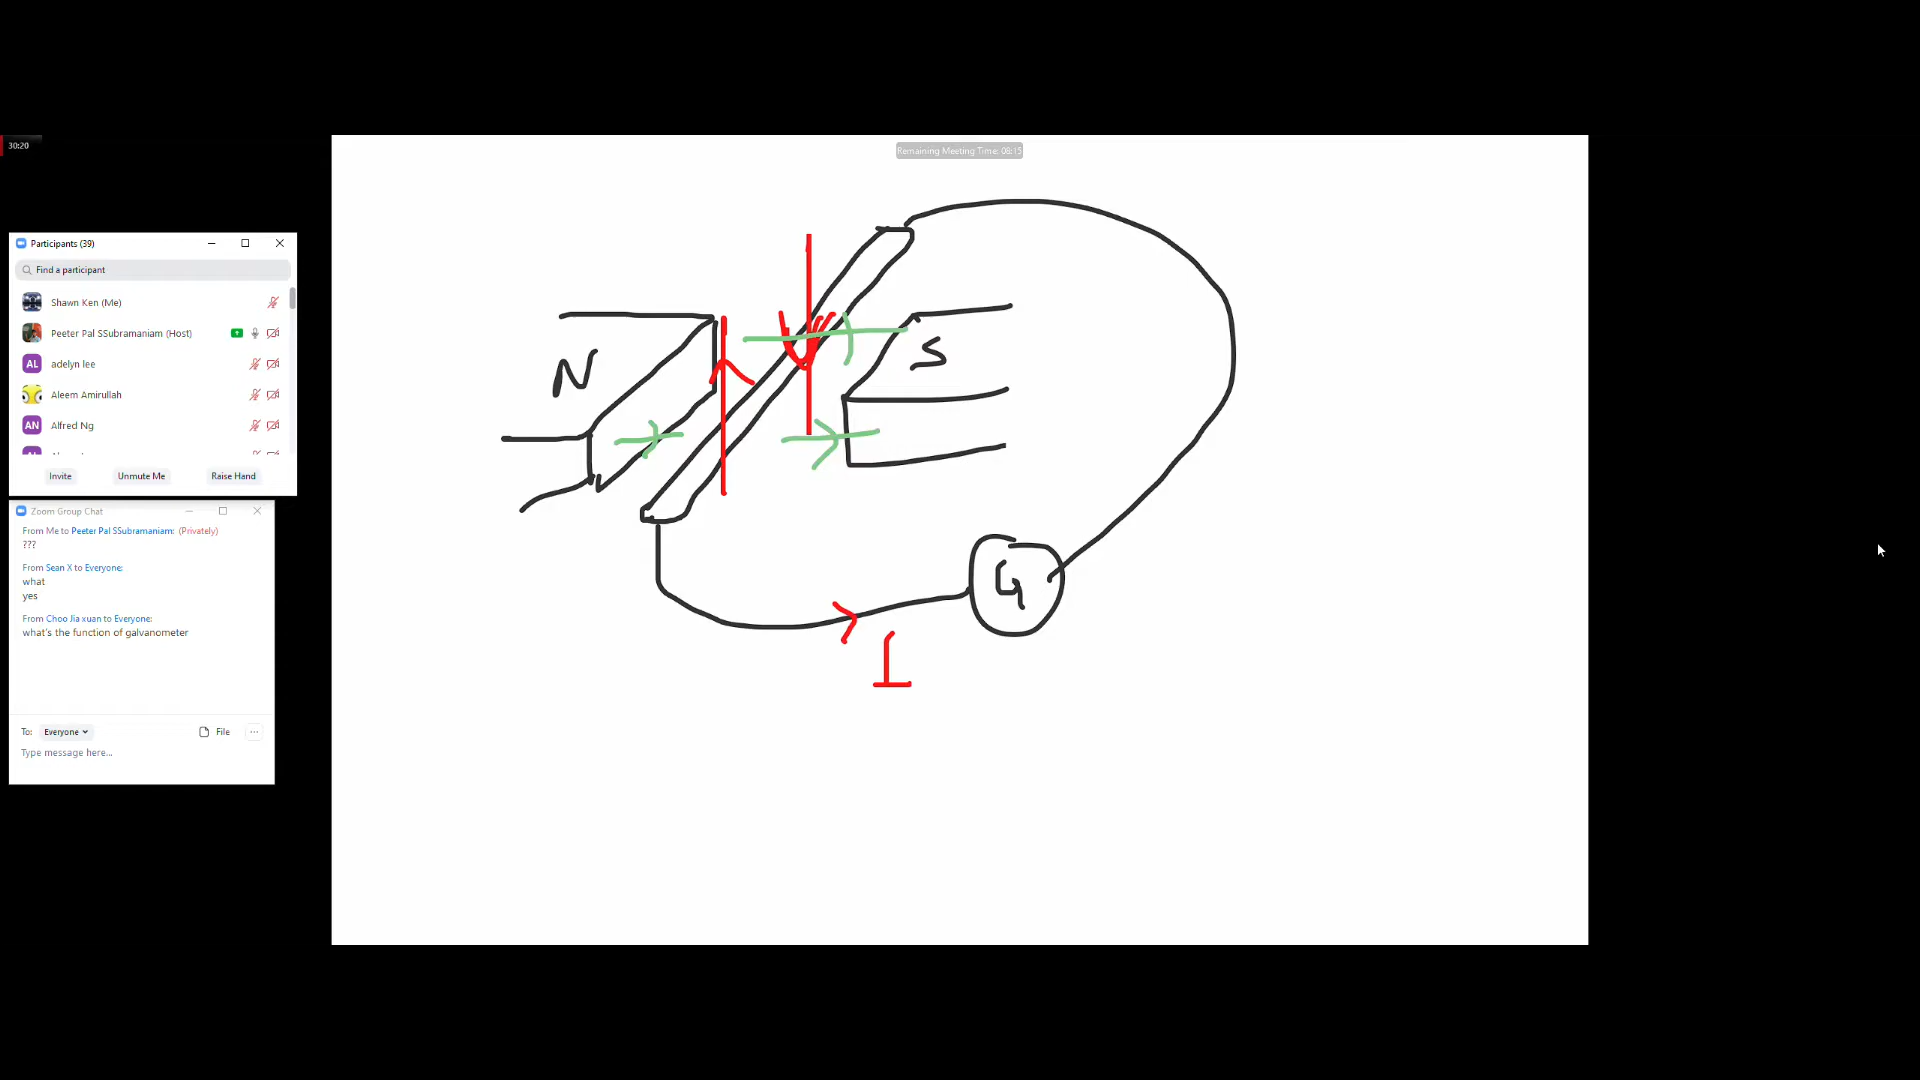 30:20
Remaining Meeting Time: 08:15
Participants (39)
Find a participant
Shawn Ken (Me)
Peeter Pal SSubramaniam (Host)
AL adelyn lee
Aleem Amirullah
AN Alfred Ng
Invite Unmute Me Raise Hand
Zoom Group Chat
From Me to Peeter Pal SSubramaniam: (Privately)
???
From Sean X to Everyone:
what
yes
From Choo Jia xuan to Everyone:
what's the function of galvanometer
To: Everyone File
Type message here...
N
S
G
I